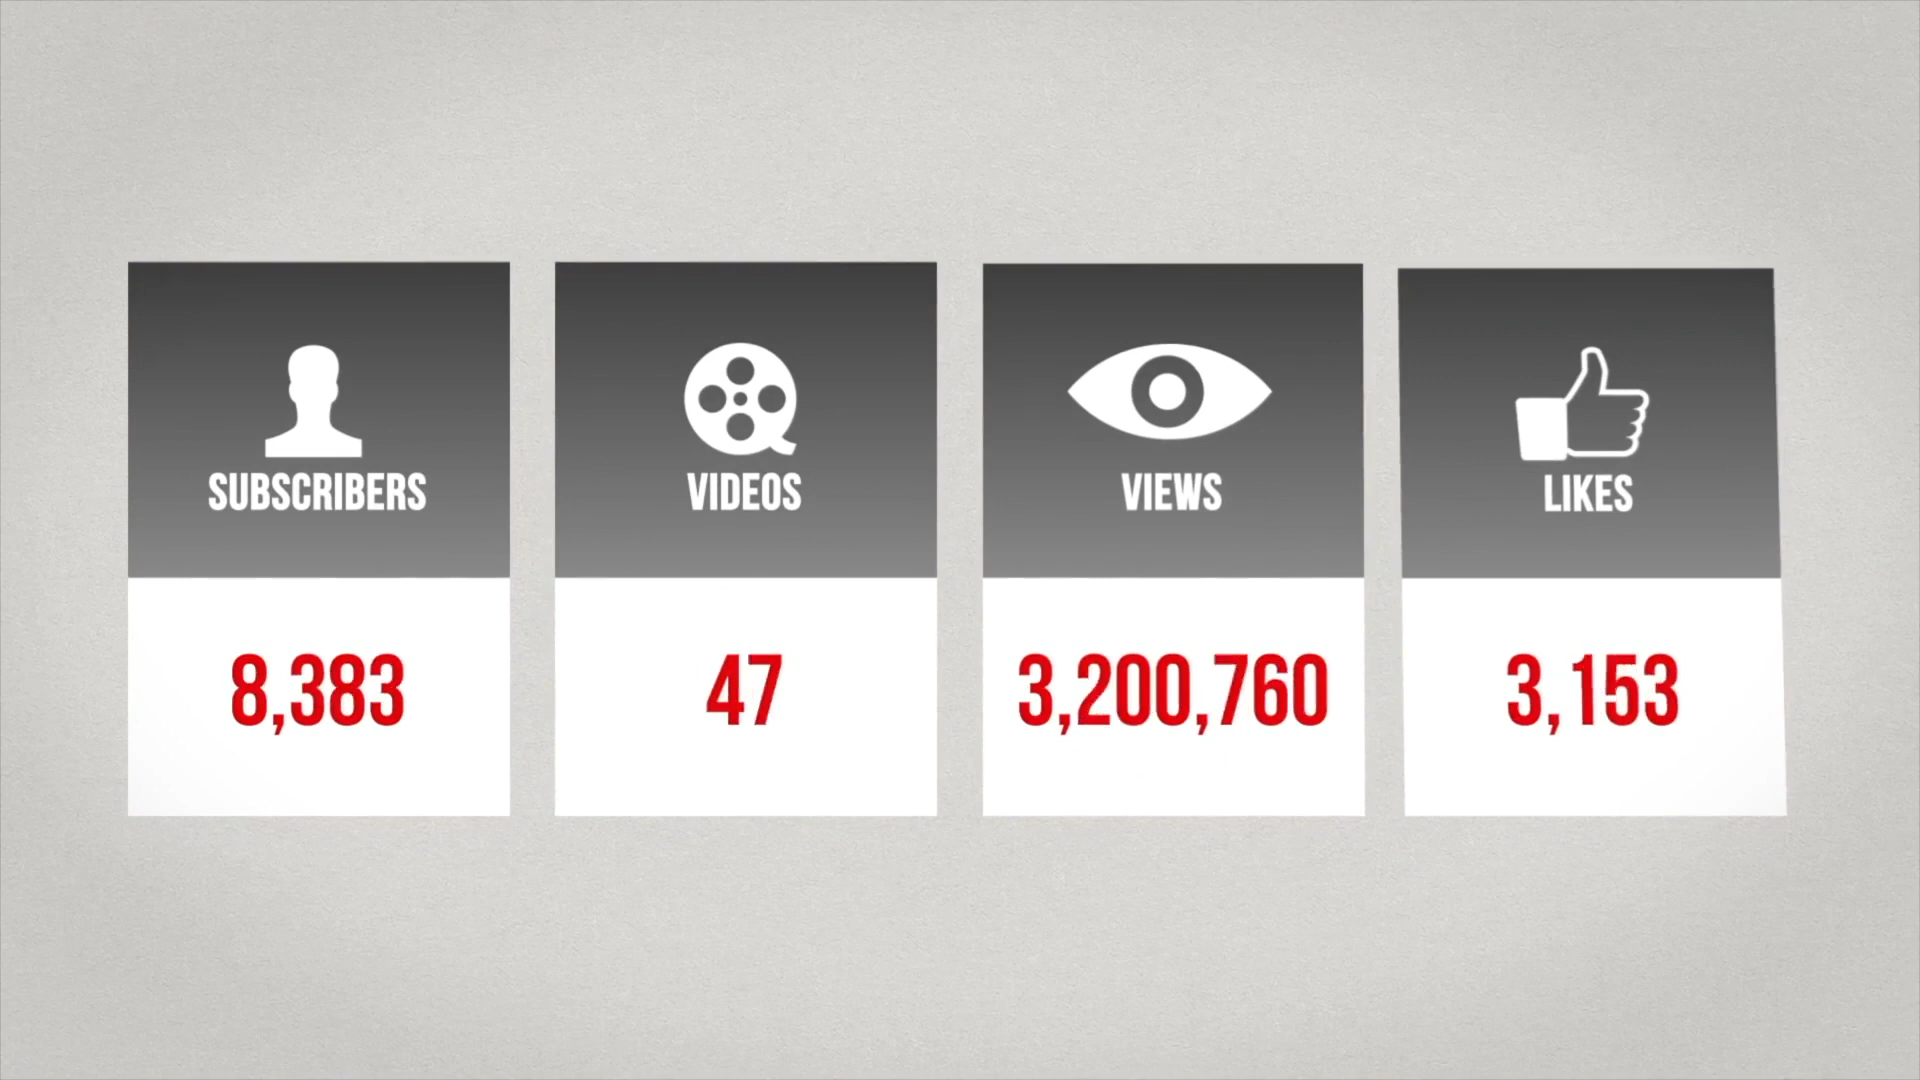 SUBSCRIBERS
8,383
VIDEOS
47
VIEWS
3,200,760
LIKES
3,153